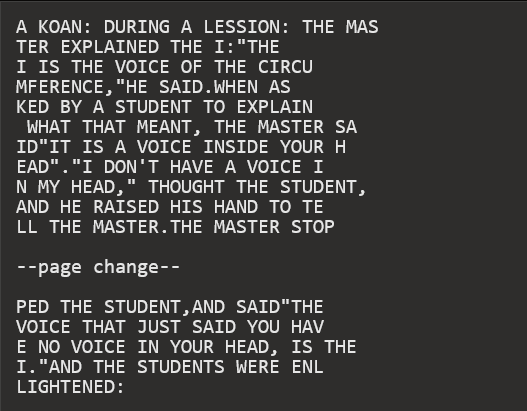 A KOAN: DURING A LESSION: THE MAS
TER EXPLAINED THE I:"THE
I IS THE VOICE OF THE CIRCU
MFERENCE,"HE SAID.WHEN AS
KED BY A STUDENT TO EXPLAIN
 WHAT THAT MEANT, THE MASTER SA
ID"IT IS A VOICE INSIDE YOUR H
EAD"."I DON'T HAVE A VOICE I
N MY HEAD," THOUGHT THE STUDENT,
AND HE RAISED HIS HAND TO TE
LL THE MASTER.THE MASTER STOP
--page change--
PED THE STUDENT,AND SAID"THE
VOICE THAT JUST SAID YOU HAV
E NO VOICE IN YOUR HEAD, IS THE
I."AND THE STUDENTS WERE ENL
LIGHTENED: